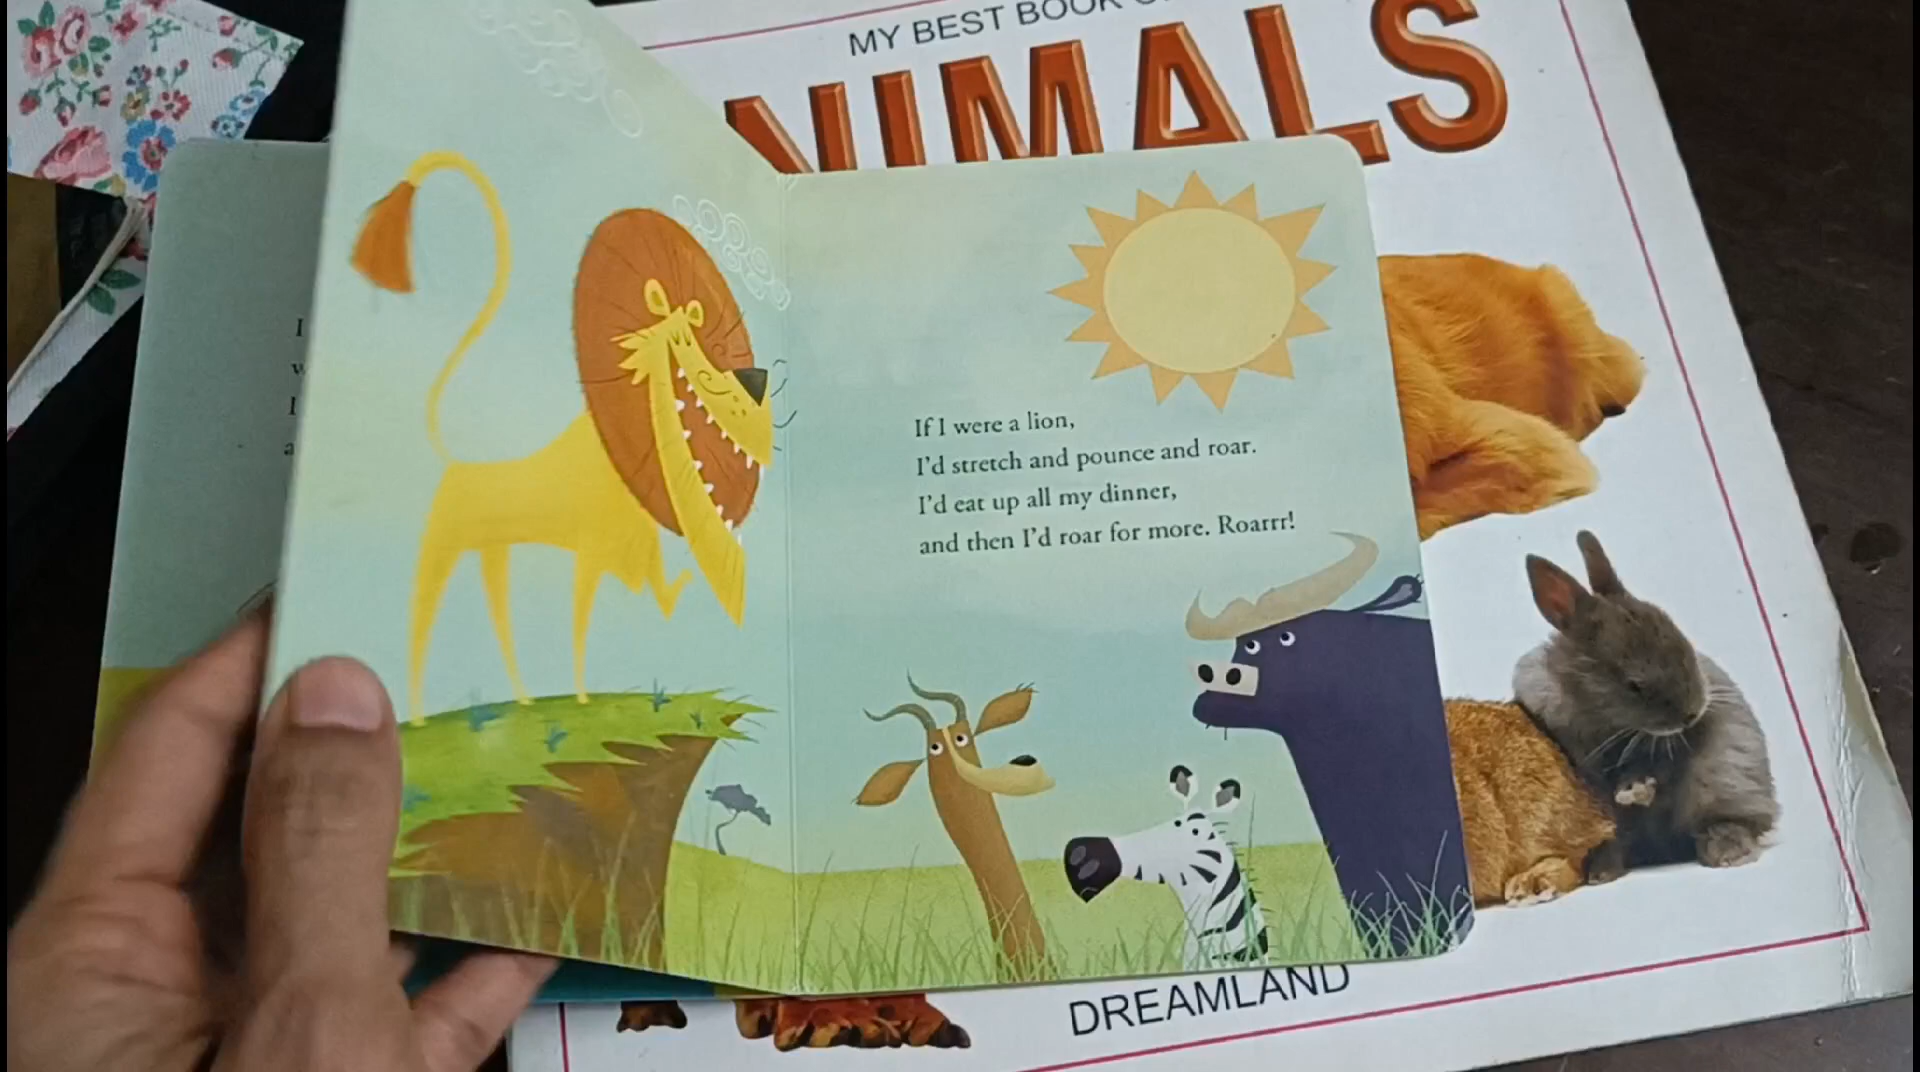 MY BEST BOOK
NIMALS
If I were a lion,
I'd stretch and pounce and roar.
I'd eat up all my dinner,
and then I'd roar for more. Roarrr!
DREAMLAND